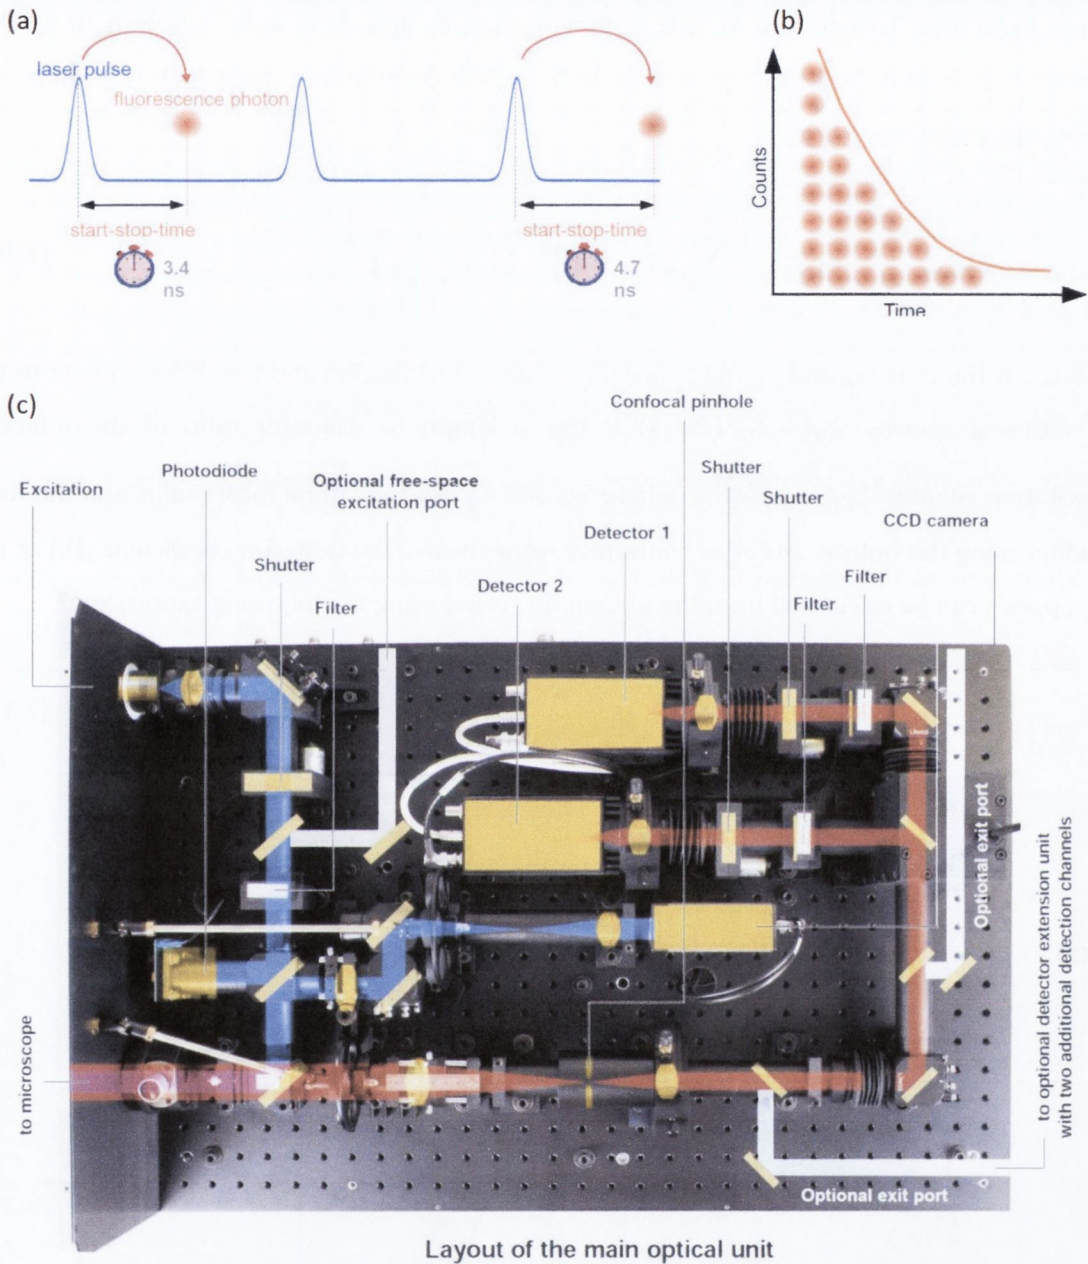 (a)
laser pulse
fluorescence photon
start-stop-time
3.4
ns
start-stop-time
4.7
ns
(b)
Counts
Time
(c)
Confocal pinhole
Photodiode
Shutter
Excitation
Optional free-space
excitation port
Shutter
Detector 1
CCD camera
Shutter
Detector 2
Filter
Filter
Filter
Optional exit port
to optional detector extension unit
with two additional detection channels
to microscope
Optional exit port
Layout of the main optical unit